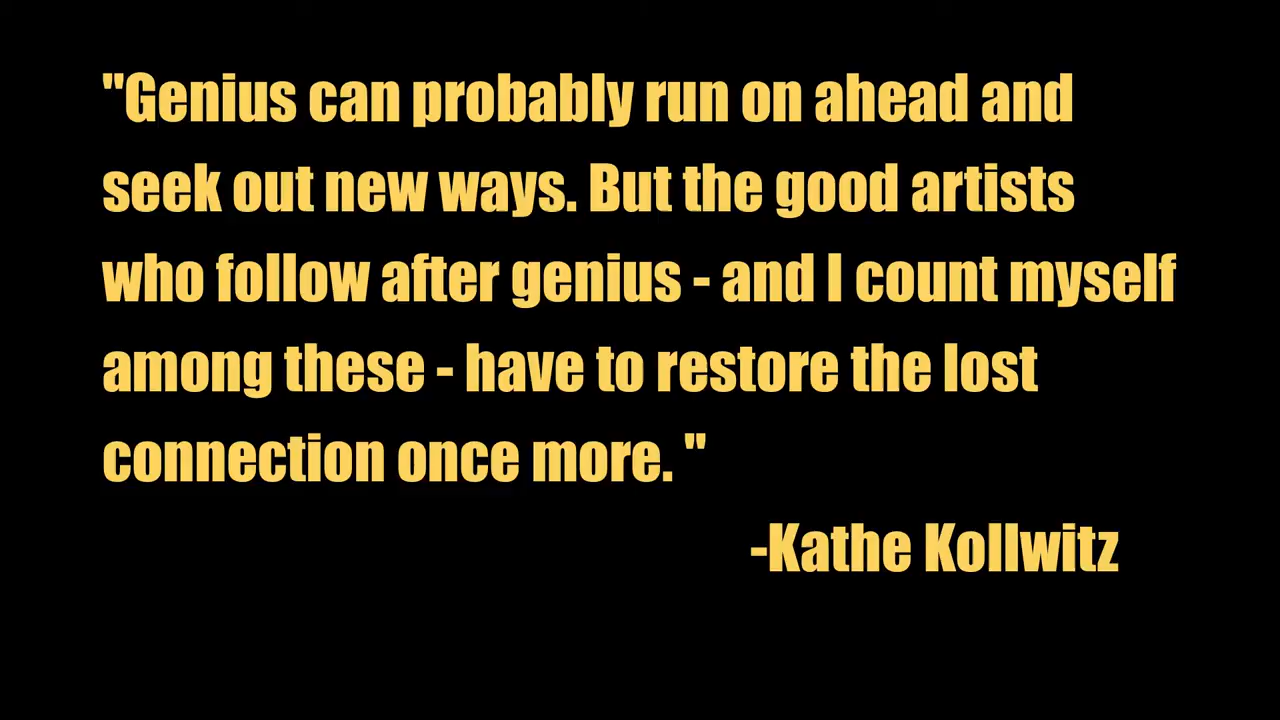 "Genius can probably run on ahead and
seek out new ways. But the good artists
who follow after genius - and I count myself
among these - have to restore the lost
connection once more. "
-Kathe Kollwitz